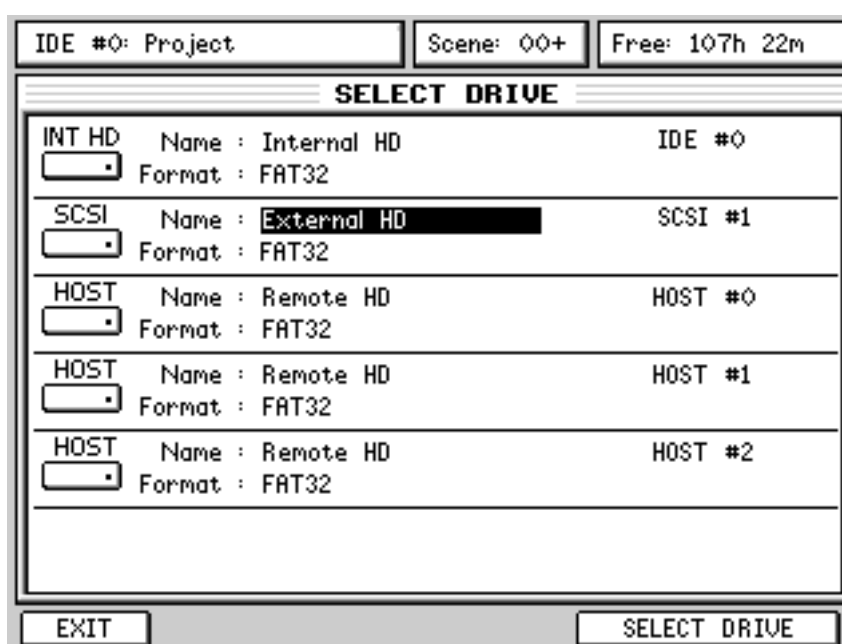 IDE #0: Project Scene: 00+ Free: 107h 22m
SELECT DRIVE
INT HD Name : Internal HD IDE #0
Format : FAT32
SCSI Name : External HD SCSI #1
Format : FAT32
HOST Name : Remote HD HOST #0
Format : FAT32
HOST Name : Remote HD HOST #1
Format : FAT32
HOST Name : Remote HD HOST #2
Format : FAT32
EXIT SELECT DRIVE